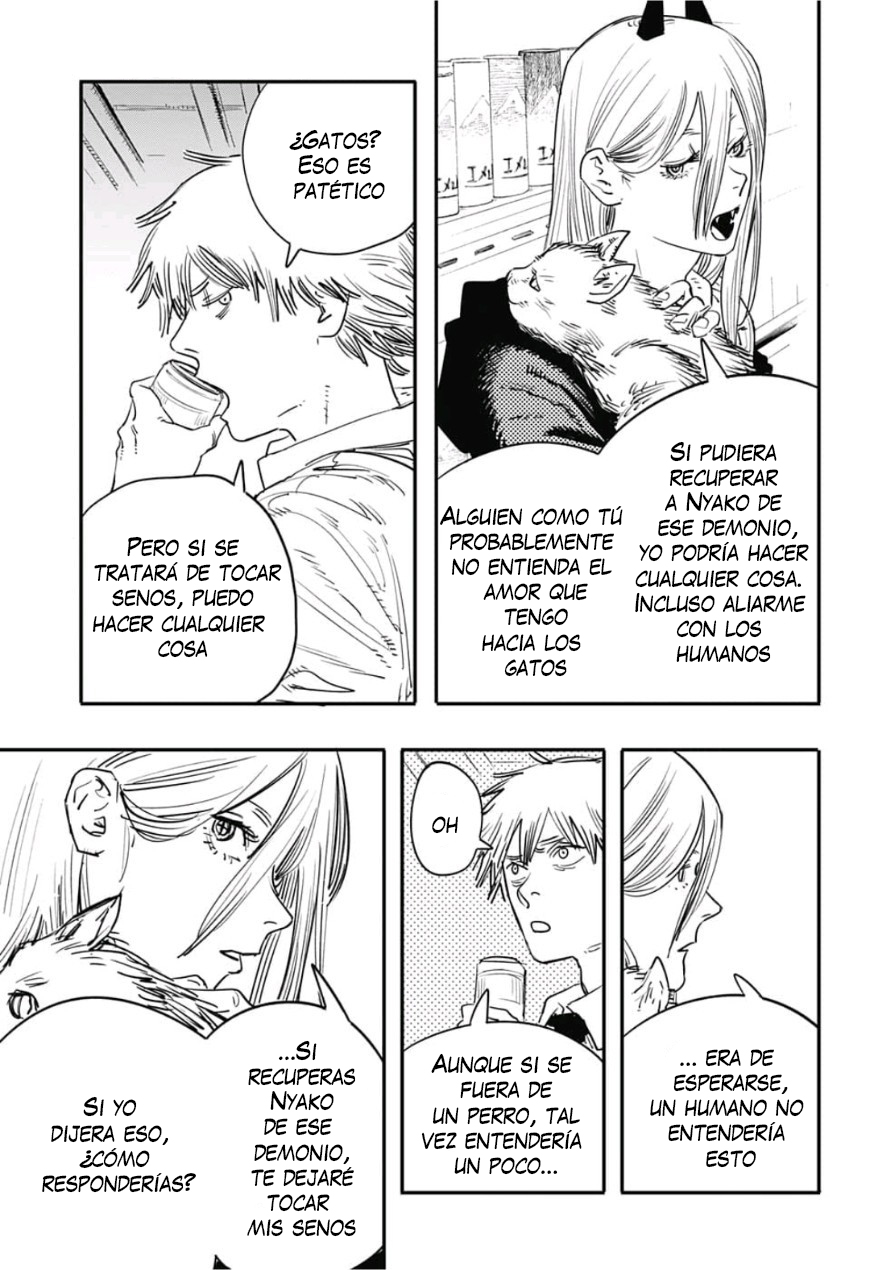 IXU
IXU
IXU
SI PUDIERA
RECUPERAR
A NYAKO DE
ESE DEMONIO,
YO PODRÍA HACER
CUALQUIER COSA.
INCLUSO ALIARME
CON LOS
HUMANOS
ALGUIEN COMO TÚ
PROBABLEMENTE
NO ENTIENDA EL
AMOR QUE
TENGO
HACIA LOS
GATOS
¿GATOS?
ESO ES
PATÉTICO
PERO SI SE
TRATARÁ DE TOCAR
SENOS, PUEDO
HACER CUALQUIER
COSA
... ERA DE
ESPERARSE,
UN HUMANO NO
ENTENDERÍA
ESTO
OH
AUNQUE SI SE
FUERA DE
UN PERRO, TAL
VEZ ENTENDERÍA
UN POCO...
...SI
RECUPERAS
NYAKO
DE ESE
DEMONIO,
TE DEJARÉ
TOCAR
MIS SENOS
SI YO
DIJERA ESO,
¿CÓMO
RESPONDERÍAS?